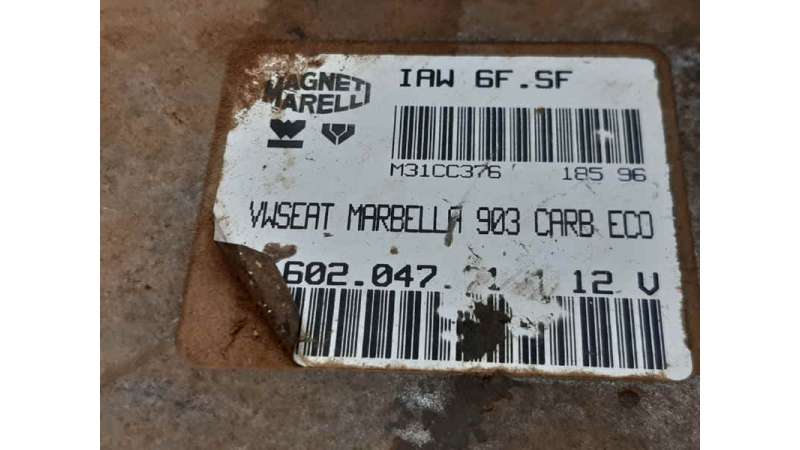 MAGNETI
MARELLI
IAW 6F.SF
M31CC376 185 96
VWSEAT MARBELLA 903 CARB ECO
602.047. 12 V